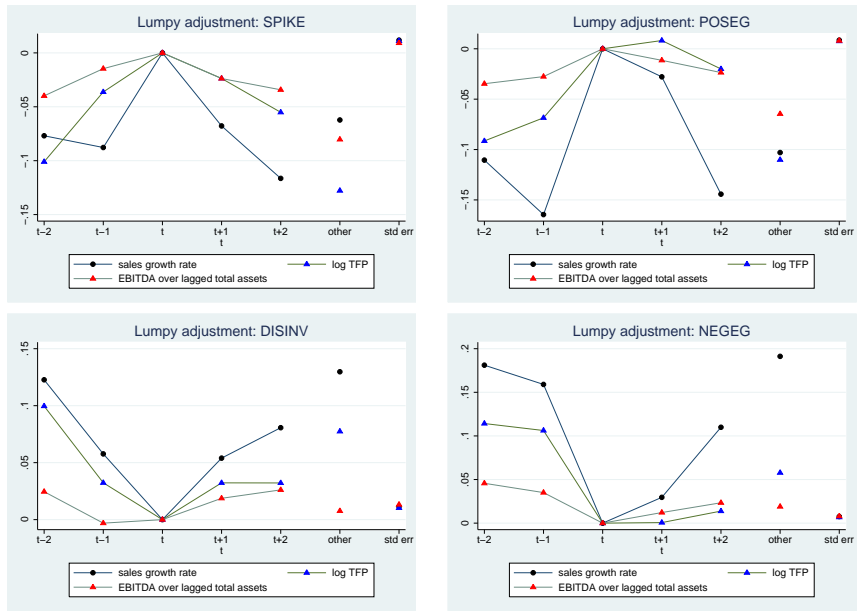 Lumpy adjustment: SPIKE
0
−.05
−.1
−.15
t−2 t−1 t t+1 t+2 other std err
t
sales growth rate log TFP
EBITDA over lagged total assets
Lumpy adjustment: POSEG
0
−.05
−.1
−.15
t−2 t−1 t t+1 t+2 other std err
t
sales growth rate log TFP
EBITDA over lagged total assets
Lumpy adjustment: DISINV
.15
.1
.05
0
t−2 t−1 t t+1 t+2 other std err
t
sales growth rate log TFP
EBITDA over lagged total assets
Lumpy adjustment: NEGEG
.2
.15
.1
.05
0
t−2 t−1 t t+1 t+2 other std err
t
sales growth rate log TFP
EBITDA over lagged total assets